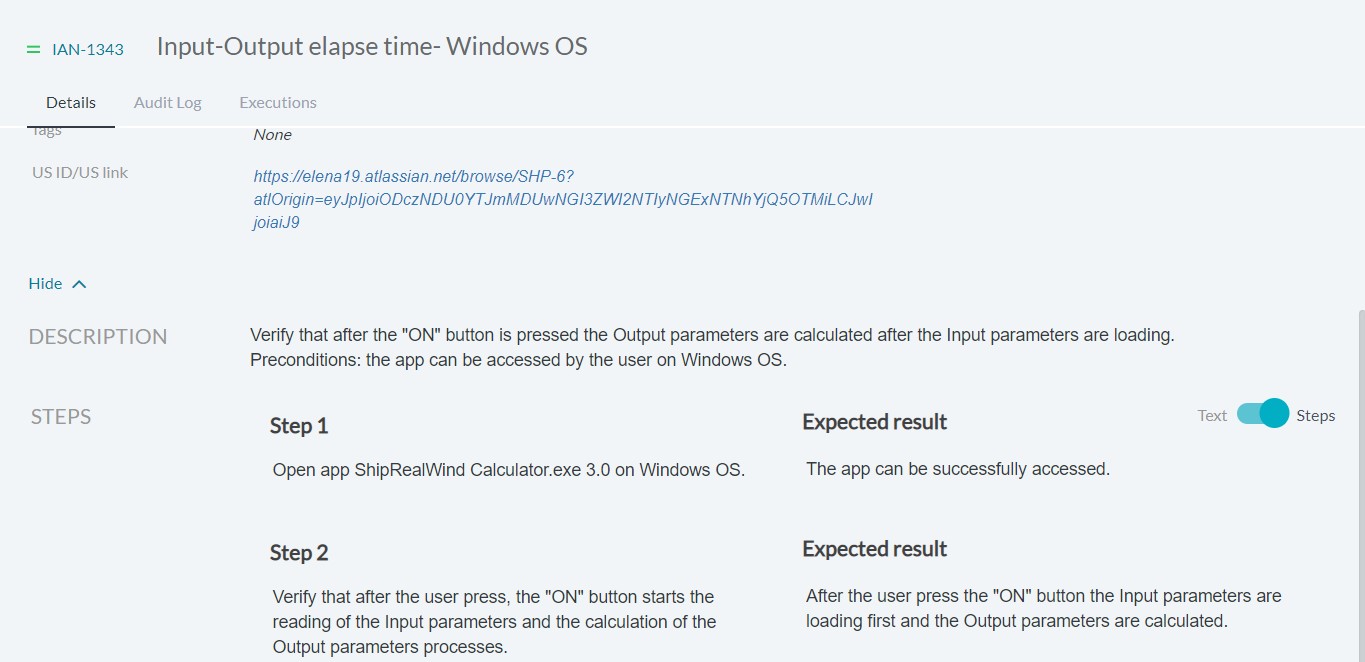 IAN-1343 Input-Output elapse time- Windows OS
Details Audit Log Executions
Tags None
US ID/US link https://elena19.atlassian.net/browse/SHP-6?
atlOrigin=eyJpIjoiODczNDU0YTJmMDUwNGI3ZWI2NTIyNGExNTNhYjQ5OTMiLCJwI
joiaiJ9
Hide
DESCRIPTION Verify that after the "ON" button is pressed the Output parameters are calculated after the Input parameters are loading.
Preconditions: the app can be accessed by the user on Windows OS.
STEPS
Text Steps
Step 1 Expected result
Open app ShipRealWind Calculator.exe 3.0 on Windows OS. The app can be successfully accessed.
Step 2
Verify that after the user press, the "ON" button starts the
reading of the Input parameters and the calculation of the
Output parameters processes.
Expected result
After the user press the "ON" button the Input parameters are
loading first and the Output parameters are calculated.